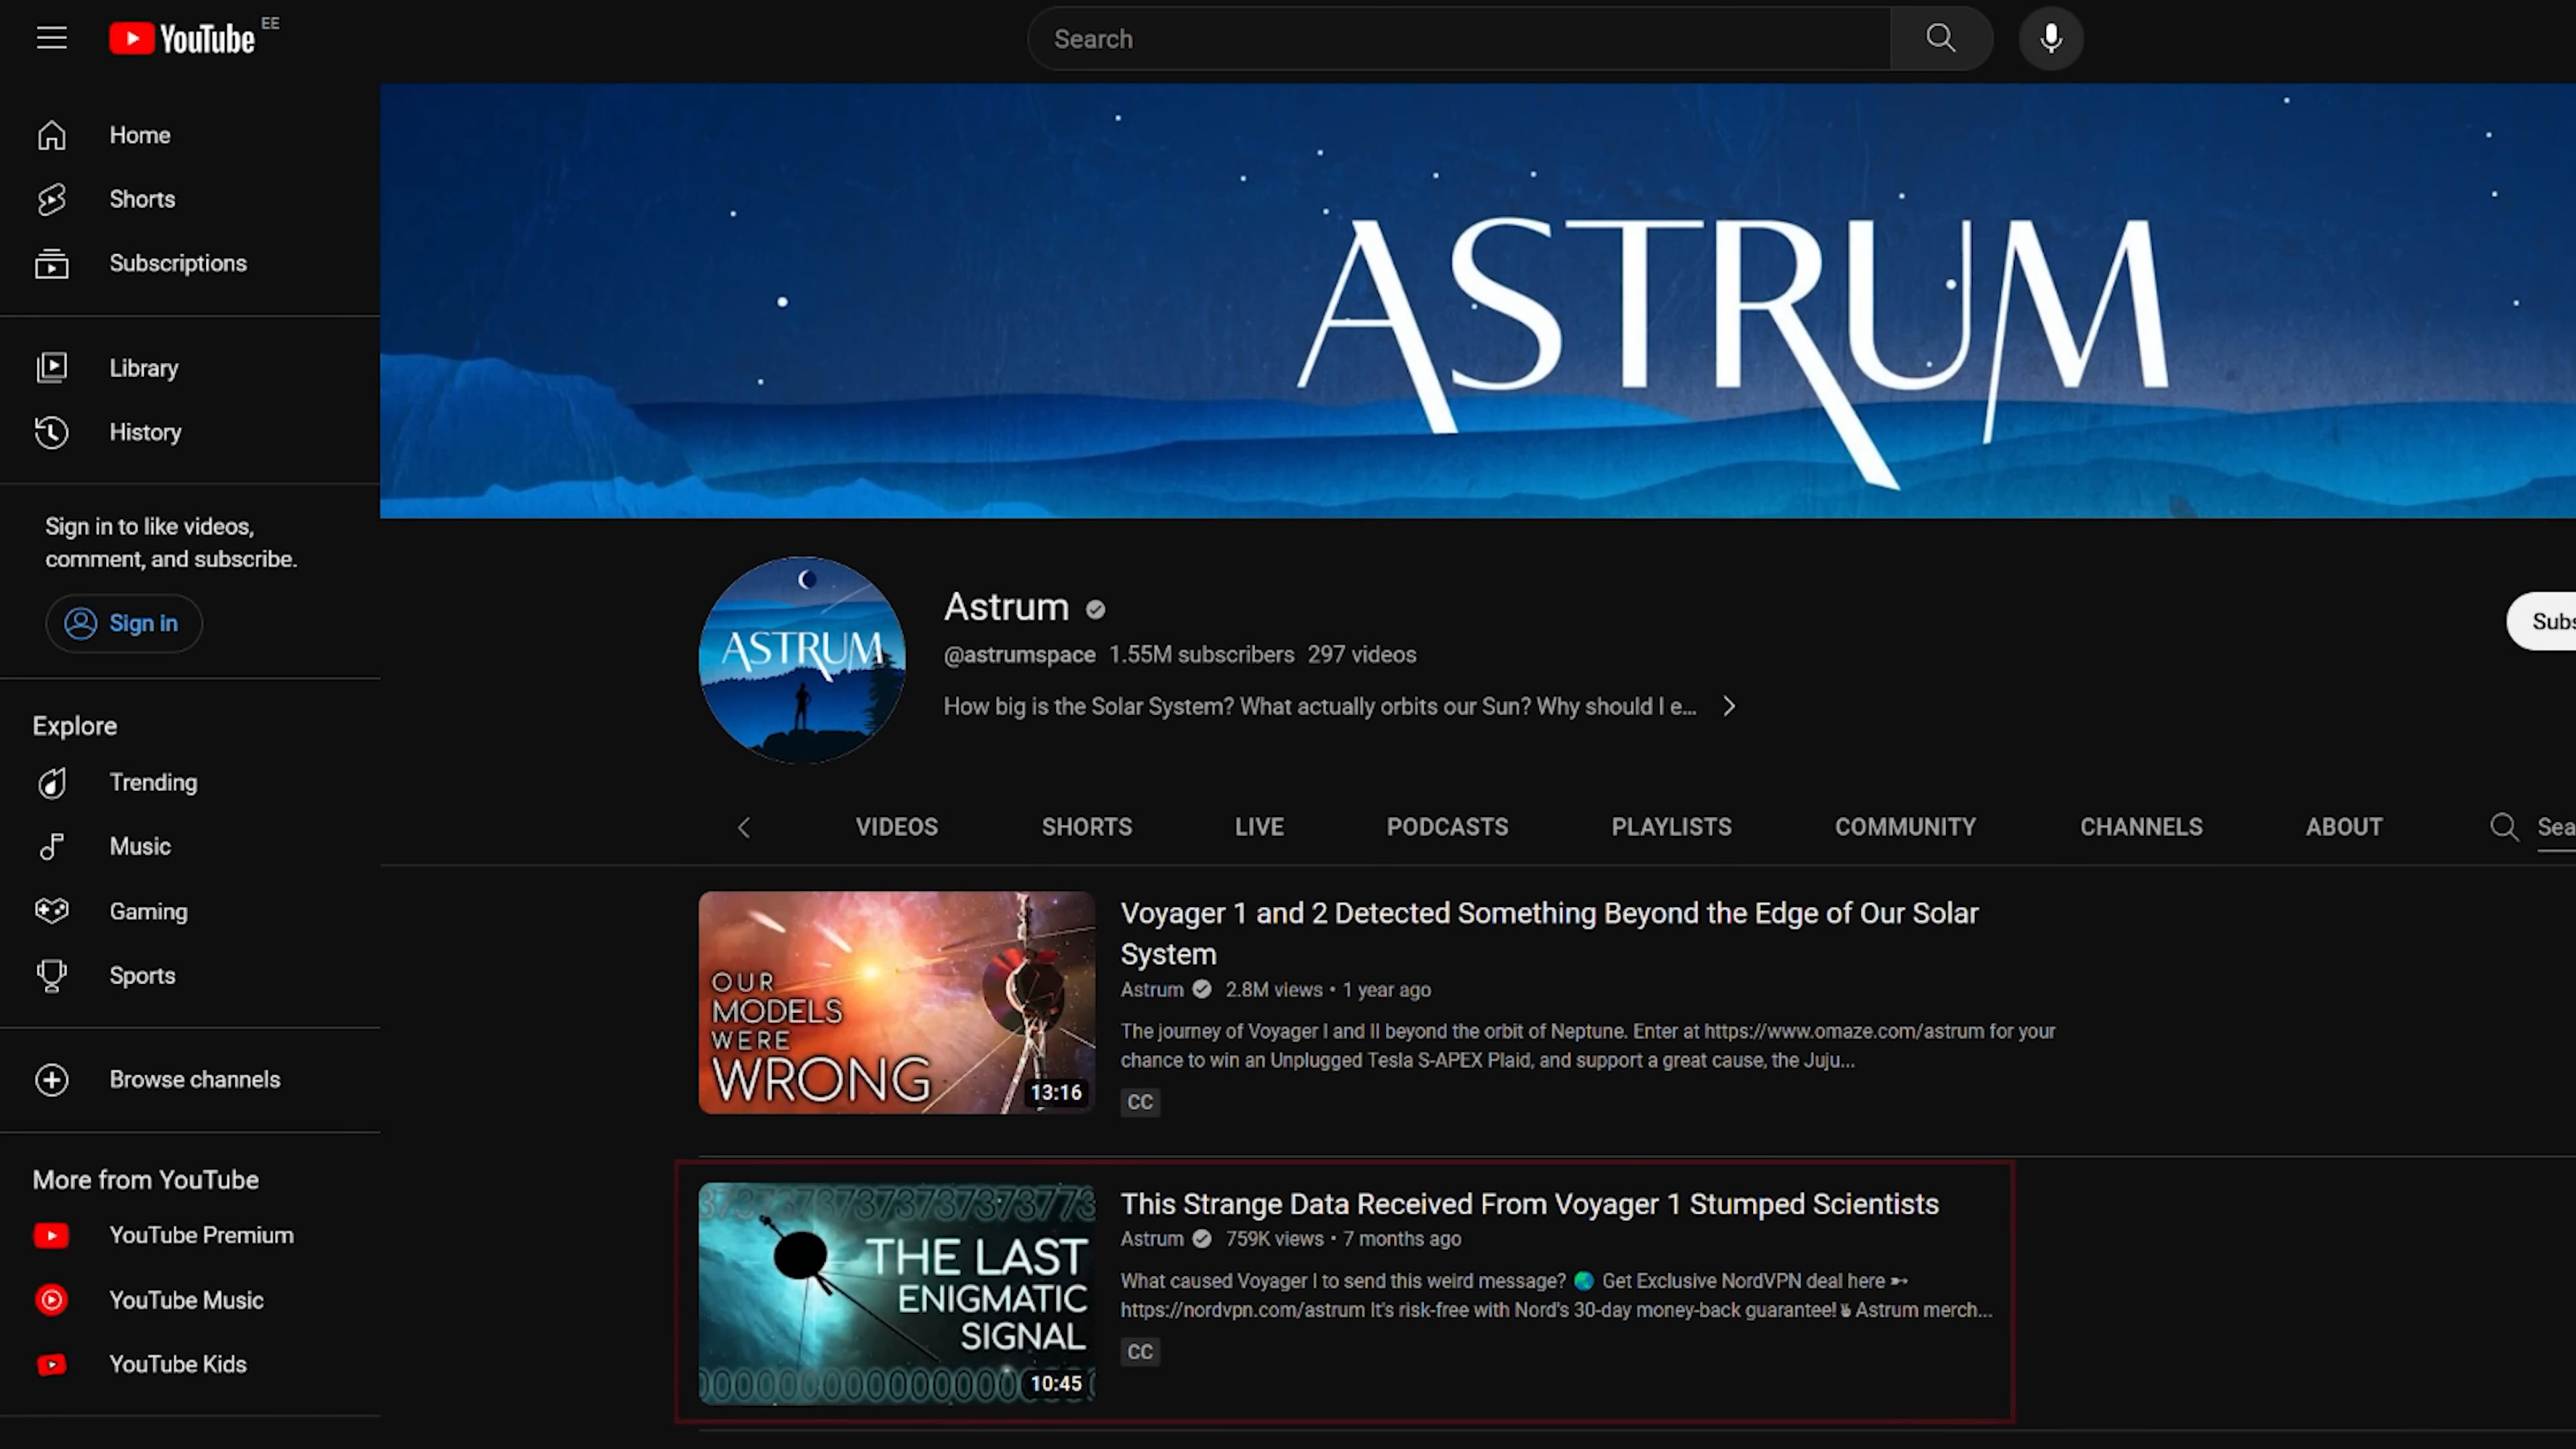 YouTube EE
Search
Home
Shorts
Subscriptions
Library
History
Sign in to like videos,
comment, and subscribe.
Sign in
Explore
Trending
Music
Gaming
Sports
Browse channels
More from YouTube
YouTube Premium
YouTube Music
YouTube Kids
ASTRUM
ASTRUM
Astrum
@astrumspace 1.55M subscribers 297 videos
How big is the Solar System? What actually orbits our Sun? Why should I e...
Subs
VIDEOS SHORTS LIVE PODCASTS PLAYLISTS COMMUNITY CHANNELS ABOUT Sea
OUR
MODELS
WERE
WRONG
13:16
Voyager 1 and 2 Detected Something Beyond the Edge of Our Solar
System
Astrum 2.8M views • 1 year ago
The journey of Voyager I and II beyond the orbit of Neptune. Enter at https://www.omaze.com/astrum for your
chance to win an Unplugged Tesla S-APEX Plaid, and support a great cause, the Juju...
CC
THE LAST
ENIGMATIC
SIGNAL
10:45
This Strange Data Received From Voyager 1 Stumped Scientists
Astrum 759K views • 7 months ago
What caused Voyager I to send this weird message? 🌏 Get Exclusive NordVPN deal here ➵
https://nordvpn.com/astrum It's risk-free with Nord's 30-day money-back guarantee!✌ Astrum merch...
CC